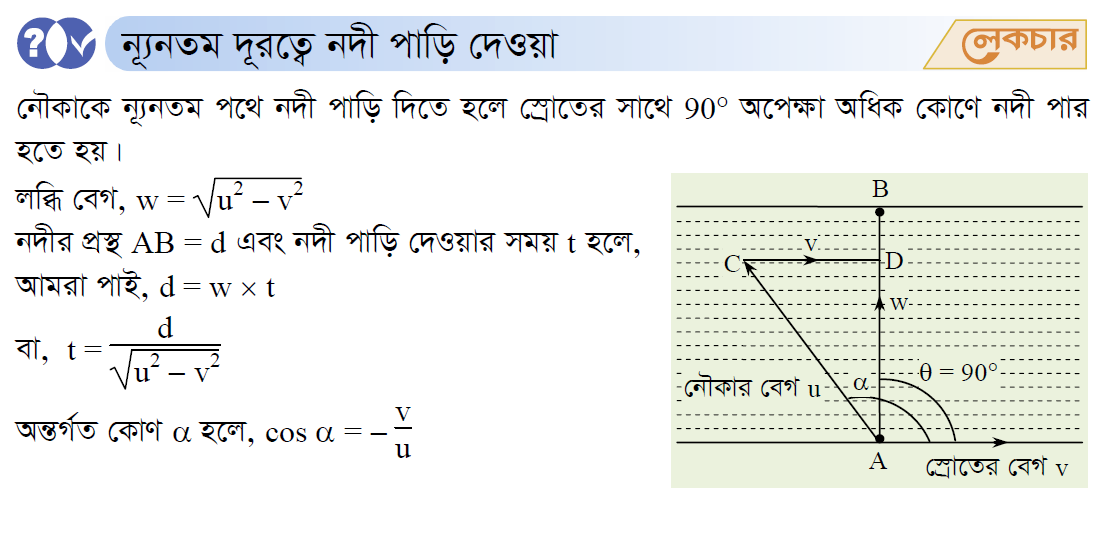 ন্যূনতম দূরত্বে নদী পাড়ি দেওয়া
লেকচার
নৌকাকে ন্যূনতম পথে নদী পাড়ি দিতে হলে স্রোতের সাথে 90° অপেক্ষা অধিক কোণে নদী পার
হতে হয়।
লব্ধি বেগ, w = √(u² – v²)
নদীর প্রস্থ AB = d এবং নদী পাড়ি দেওয়ার সময় t হলে,
আমরা পাই, d = w × t
বা, t = d / √(u² – v²)
অন্তর্গত কোণ α হলে, cos α = – v/u
B
v
C
D
w
θ = 90°
নৌকার বেগ u
α
A
স্রোতের বেগ v